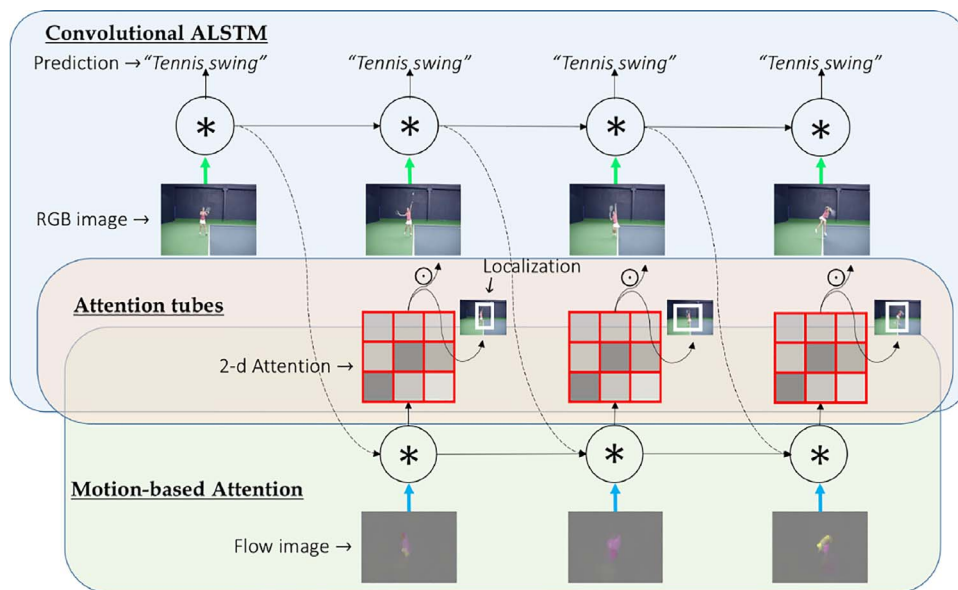 Convolutional ALSTM
Prediction → “Tennis swing” “Tennis swing” “Tennis swing” “Tennis swing”
* * * *
RGB image →
Localization
Attention tubes
2-d Attention →
* * *
Motion-based Attention
Flow image →